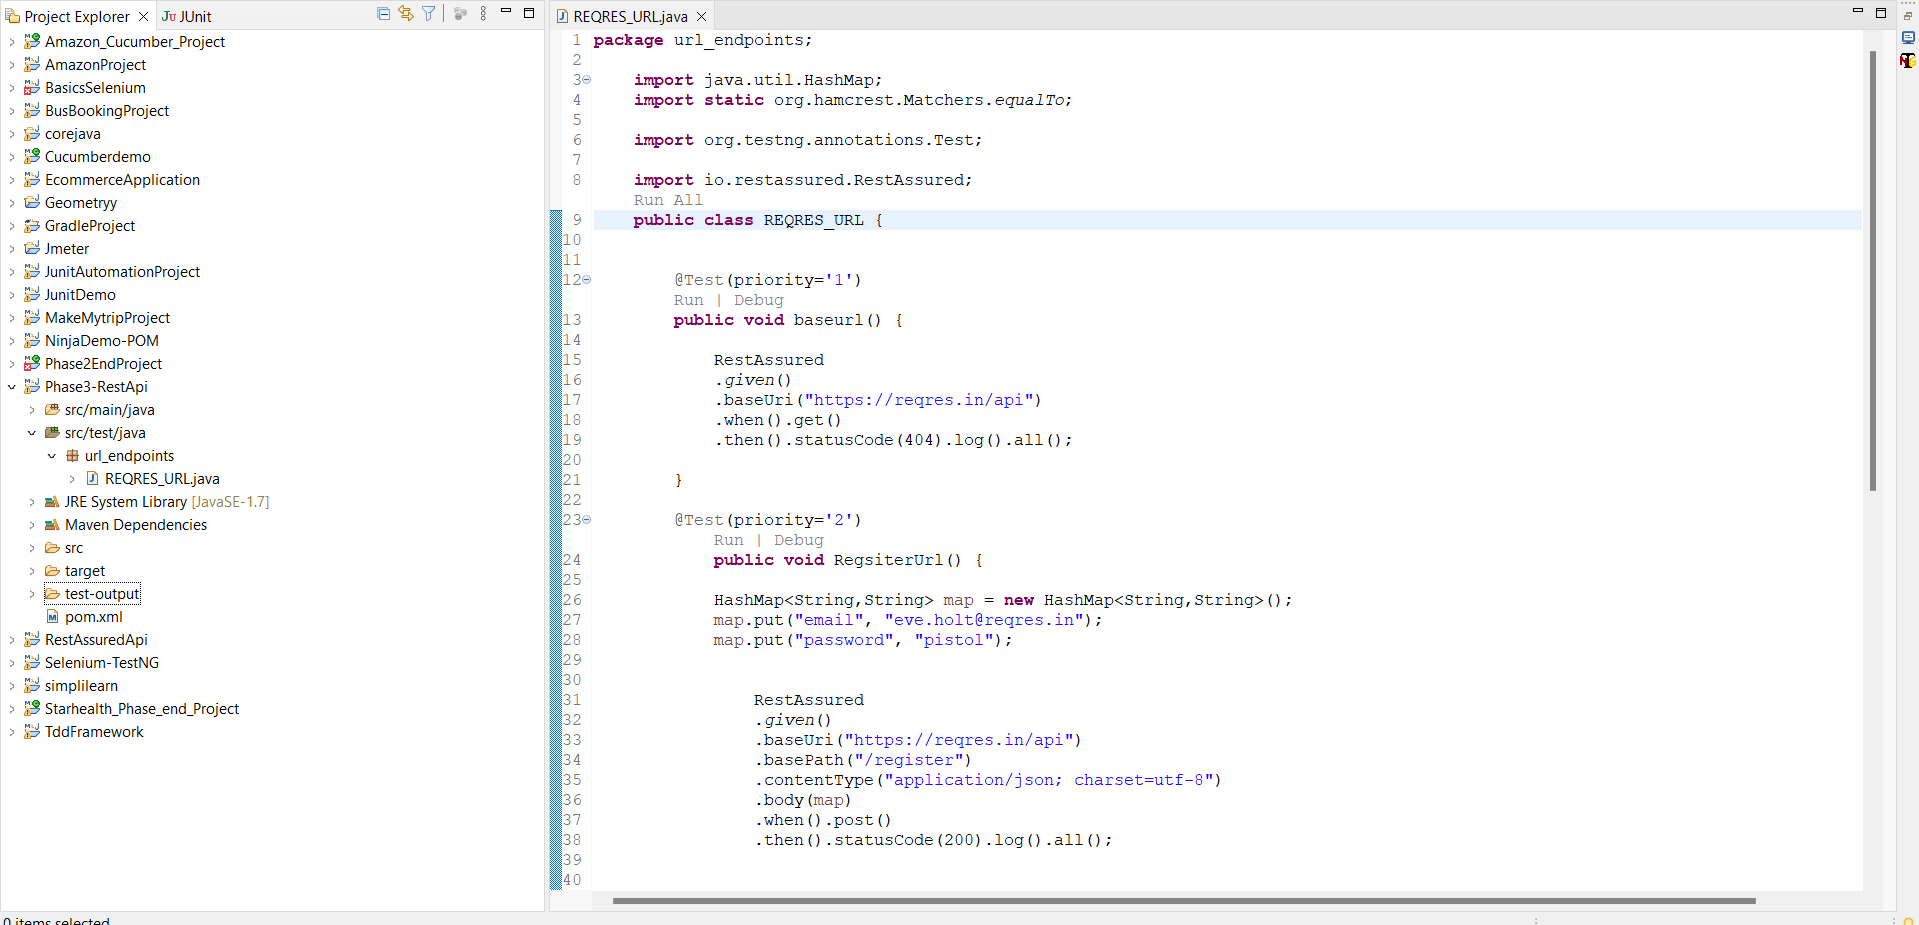 Project Explorer
JUnit
Amazon_Cucumber_Project
AmazonProject
BasicsSelenium
BusBookingProject
corejava
Cucumberdemo
EcommerceApplication
Geometryy
GradleProject
Jmeter
JunitAutomationProject
JunitDemo
MakeMytripProject
NinjaDemo-POM
Phase2EndProject
Phase3-RestApi
src/main/java
src/test/java
url_endpoints
REQRES_URL.java
JRE System Library [JavaSE-1.7]
Maven Dependencies
src
target
test-output
pom.xml
RestAssuredApi
Selenium-TestNG
simplilearn
Starhealth_Phase_end_Project
TddFramework
0 items selected
REQRES_URL.java
1 package url_endpoints;
2
3 import java.util.HashMap;
4 import static org.hamcrest.Matchers.equalTo;
5
6 import org.testng.annotations.Test;
7
8 import io.restassured.RestAssured;
Run All
9 public class REQRES_URL {
10
11
12 @Test(priority='1')
Run | Debug
13 public void baseurl() {
14
15 RestAssured
16 .given()
17 .baseUri("https://reqres.in/api")
18 .when().get()
19 .then().statusCode(404).log().all();
20
21 }
22
23 @Test(priority='2')
Run | Debug
24 public void RegsiterUrl() {
25
26 HashMap<String,String> map = new HashMap<String,String>();
27 map.put("email", "eve.holt@reqres.in");
28 map.put("password", "pistol");
29
30
31 RestAssured
32 .given()
33 .baseUri("https://reqres.in/api")
34 .basePath("/register")
35 .contentType("application/json; charset=utf-8")
36 .body(map)
37 .when().post()
38 .then().statusCode(200).log().all();
39
40